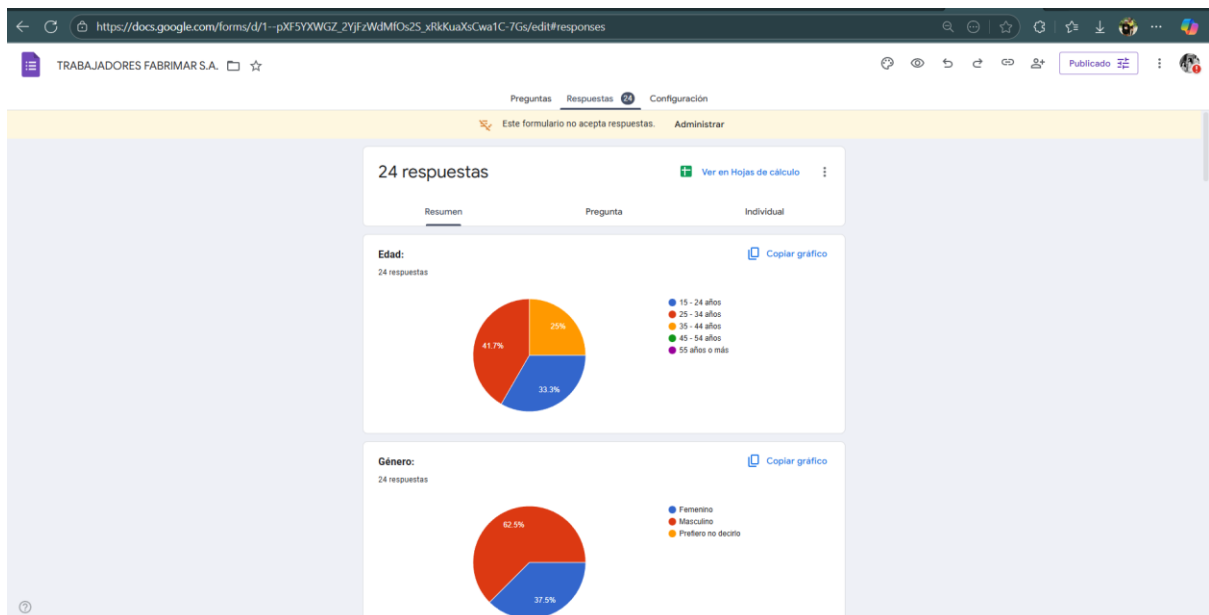 https://docs.google.com/forms/d/1--pXF5YXWGZ_2YjFzWdMfOs2S_xRkKuaXsCwa1C-7Gs/edit#responses
TRABAJADORES FABRIMAR S.A.
Publicado
Preguntas Respuestas 24 Configuración
Este formulario no acepta respuestas. Administrar
24 respuestas
Ver en Hojas de cálculo
Resumen Pregunta Individual
Edad:
Copiar gráfico
24 respuestas
15 - 24 años
25 - 34 años
35 - 44 años
45 - 54 años
55 años o más
25%
41.7%
33.3%
Género:
Copiar gráfico
24 respuestas
Femenino
Masculino
Prefiero no decirlo
62.5%
37.5%